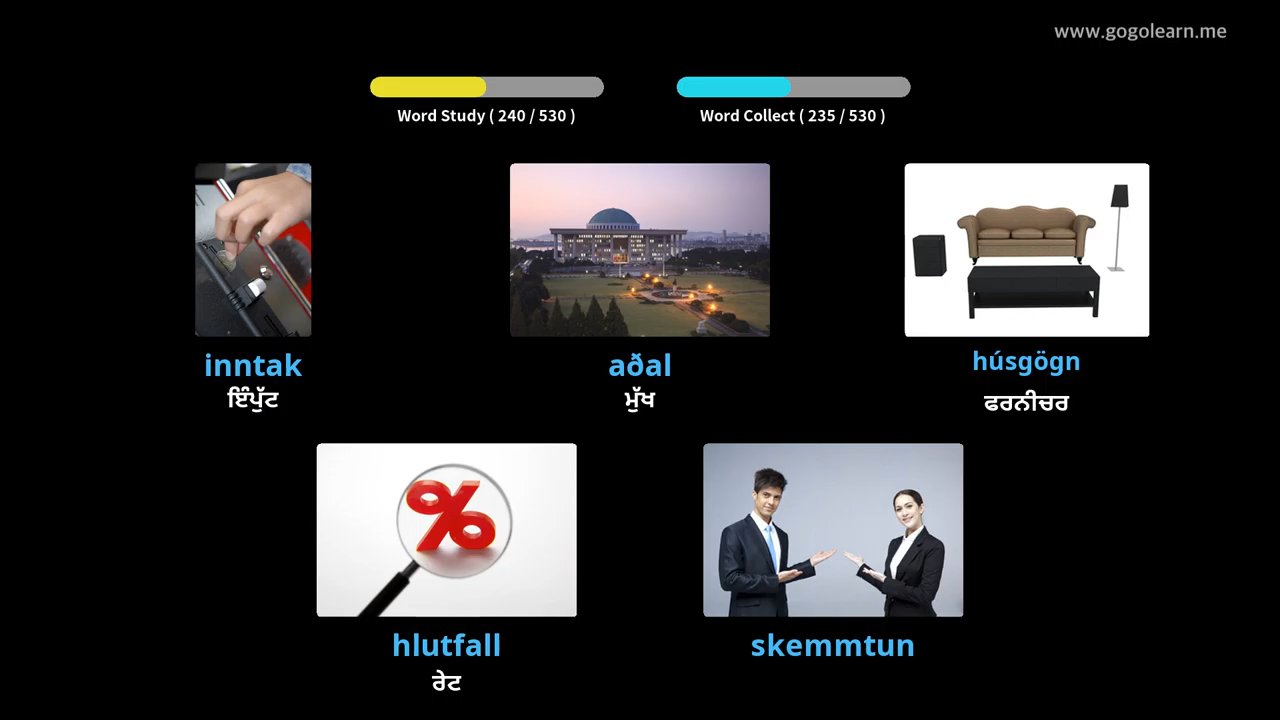 www.gogolearn.me
Word Study ( 240 / 530 )
Word Collect ( 235 / 530 )
inntak
ਇੰਪੁੱਟ
aðal
ਮੁੱਖ
húsgögn
ਫਰਨੀਚਰ
hlutfall
ਰੇਟ
skemmtun